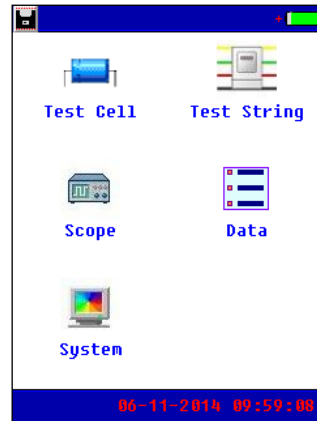 +
Test Cell Test String
Scope Data
System
06-11-2014 09:59:08